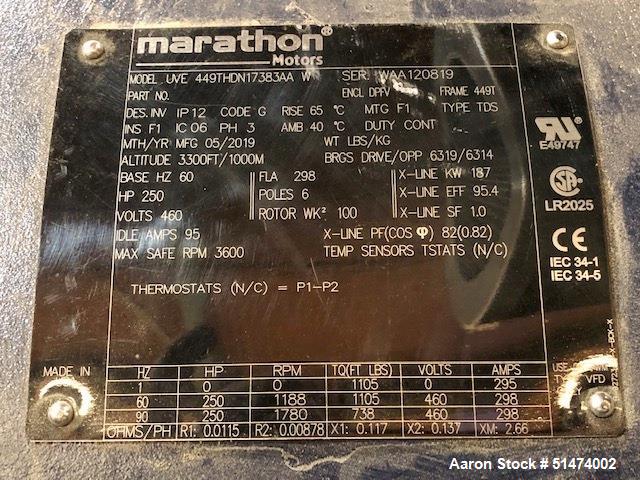 marathon®
Motors
MODEL UVE 449THDN17383AA W SER. WAA120819
PART NO. ENCL DPFV FRAME 449T
DES. INV IP12 CODE G RISE 65 °C MTG F1 TYPE TDS
INS F1 IC 06 PH 3 AMB. 40 °C DUTY CONT
MTH/YR MFG 05/2019 WT LBS/KG
ALTITUDE 3300FT/1000M BRGS DRIVE/OPP 6319/6314
BASE HZ 60 FLA 298 X-LINE KW 187
HP 250 POLES 6 X-LINE EFF 95.4
VOLTS 460 ROTOR WK² 100 X-LINE SF 1.0
IDLE AMPS 95 X-LINE PF(COS φ) 82(0.82)
MAX SAFE RPM 3600 TEMP SENSORS TSTATS (N/C)
THERMOSTATS (N/C) = P1-P2
E49747
LR2025
CE
IEC 34-1
IEC 34-5
MADE IN
HZ HP RPM TQ(FT LBS) VOLTS AMPS
1 0 0 1105 0 295
60 250 1188 1105 460 298
90 250 1780 738 460 298
OHMS/PH R1: 0.0115 R2: 0.00878 X1: 0.117 X2: 0.137 XM: 2.66
USE
VFD
Aaron Stock # 51474002